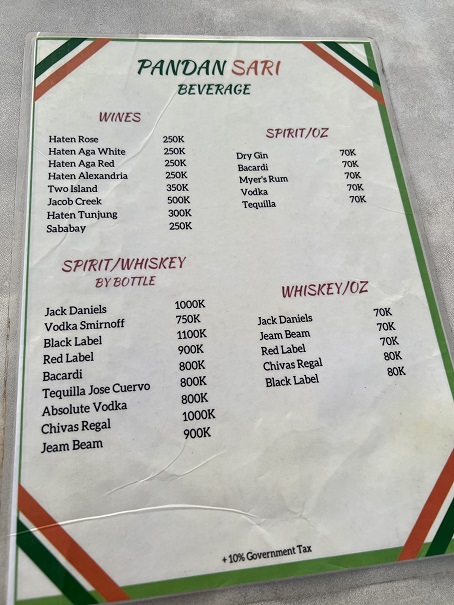 PANDAN SARI
BEVERAGE
WINES
Haten Rose 250K
Haten Aga White 250K
Haten Aga Red 250K
Haten Alexandria 250K
Two Island 350K
Jacob Creek 500K
Haten Tunjung 300K
Sababay 250K
SPIRIT/OZ
Dry Gin 70K
Bacardi 70K
Myer's Rum 70K
Vodka 70K
Tequilla 70K
SPIRIT/WHISKEY
BY BOTTLE
Jack Daniels 1000K
Vodka Smirnoff 750K
Black Label 1100K
Red Label 900K
Bacardi 800K
Tequilla Jose Cuervo 800K
Absolute Vodka 800K
Chivas Regal 1000K
Jeam Beam 900K
WHISKEY/OZ
Jack Daniels 70K
Jeam Beam 70K
Red Label 70K
Chivas Regal 80K
Black Label 80K
+ 10% Government Tax